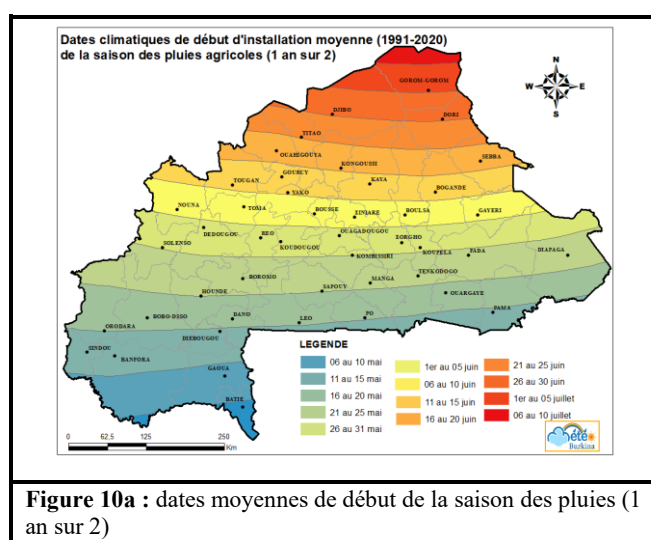 Dates climatiques de début d'installation moyenne (1991-2020)
de la saison des pluies agricoles (1 an sur 2)
N
W E
S
GOROM-GOROM
DJIBO
DORI
TITAO
OUAHIGOUYA
KONGOUSSI
SEBBA
GOURCY
TOUGAN
KAYA
YAKO
BOGANDE
NOUNA
TOMA
BOUSSE
ZINIARE
BOULSA
GAYERI
DEDOUGOU
REO
OUAGADOUGOU
SOLENSO
KOUDOUGOU
ZORGHO
KOUPELA
KOMBISSIRI
FADA
DIAPAGA
BOROMO
TENKODOGO
MANGA
HOUNDE
SAPOUY
OUARGAYE
BOBO-DSSO
DANO
LEO
PO
PAMA
ORODARA
DIEBOUGOU
SINDOU
BANFORA
GAOUA
BATIE
LEGENDE
06 au 10 mai
11 au 15 mai
16 au 20 mai
21 au 25 mai
26 au 31 mai
1er au 05 juin
06 au 10 juin
11 au 15 juin
16 au 20 juin
21 au 25 juin
26 au 30 juin
1er au 05 juillet
06 au 10 juillet
0 62,5 125 250
Km
météo
Burkina
Figure 10a : dates moyennes de début de la saison des pluies (1
an sur 2)